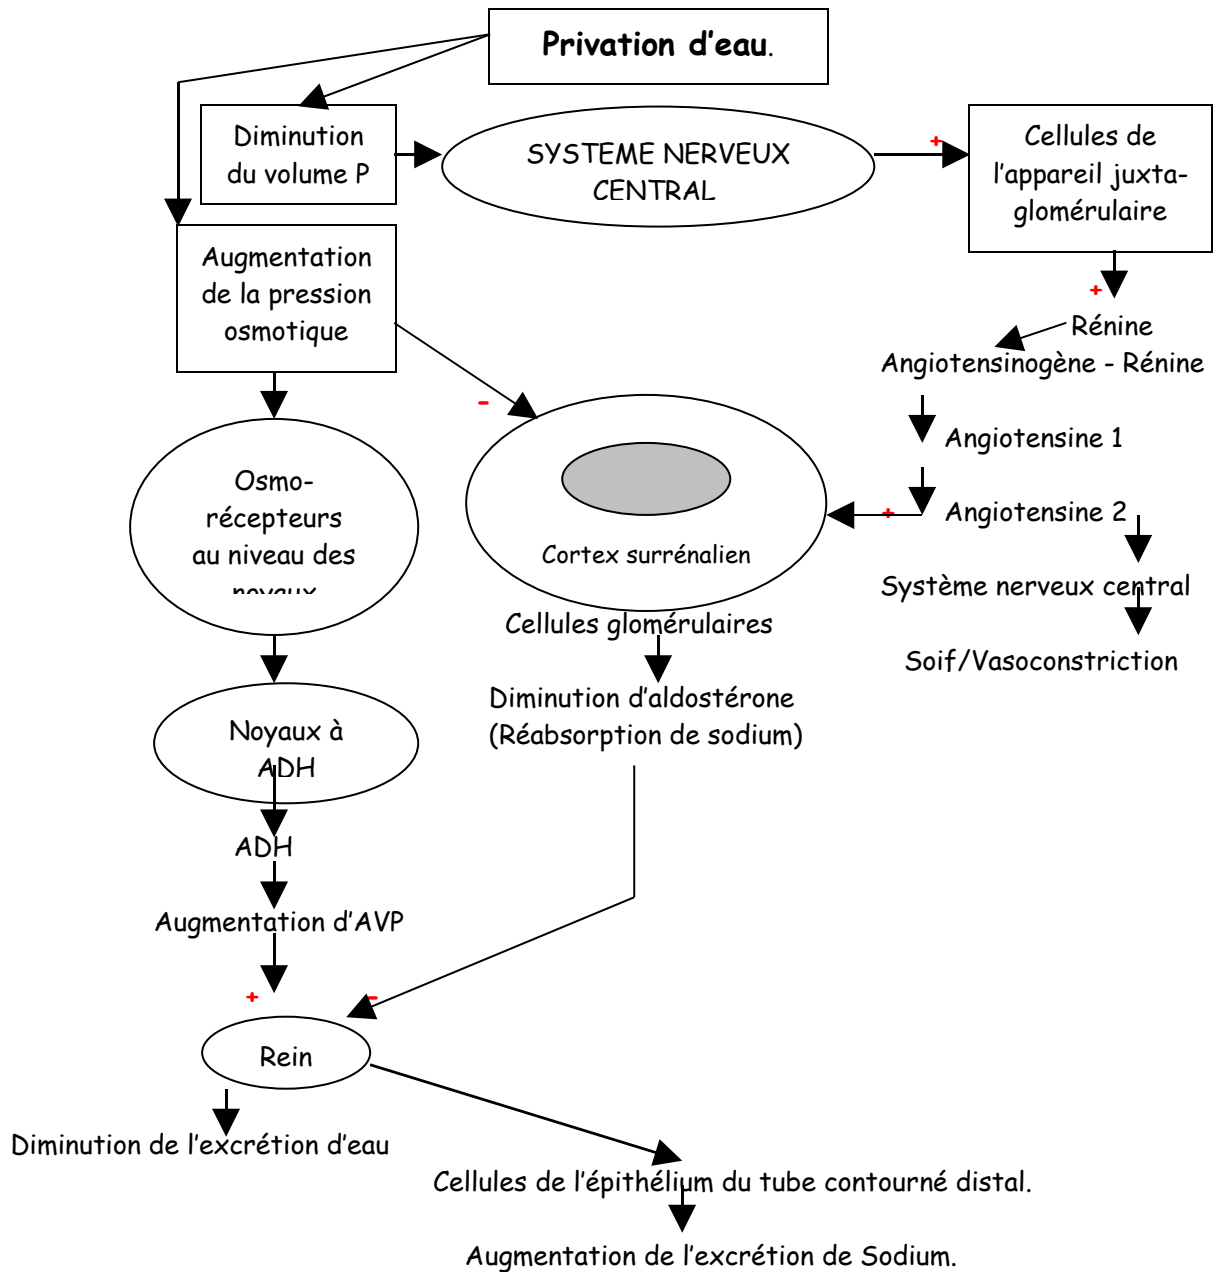 Privation d'eau.
Diminution
du volume P
SYSTEME NERVEUX
CENTRAL
+
Cellules de
l'appareil juxta-
glomérulaire
Augmentation
de la pression
osmotique
+
Rénine
Angiotensinogène - Rénine
-
Angiotensine 1
Osmo-
récepteurs
au niveau des
noyaux
+
Angiotensine 2
Cortex surrénalien
Système nerveux central
Cellules glomérulaires
Soif/Vasoconstriction
Diminution d'aldostérone
(Réabsorption de sodium)
Noyaux à
ADH
ADH
Augmentation d'AVP
+
-
Rein
Diminution de l'excrétion d'eau
Cellules de l'épithélium du tube contourné distal.
Augmentation de l'excrétion de Sodium.